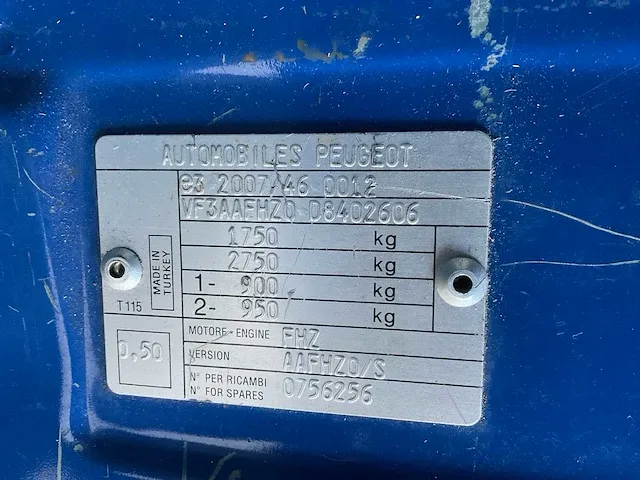 AUTOMOBILES PEUGEOT
e3 2007/46 0012
VF3AAFHZ0 D8402606
1750 kg
2750 kg
1- 900 kg
2- 950 kg
MADE IN TURKEY
T115
0,50
MOTORE - ENGINE FHZ
VERSION AAFHZ0/S
N° PER RICAMBI
N° FOR SPARES 0756256